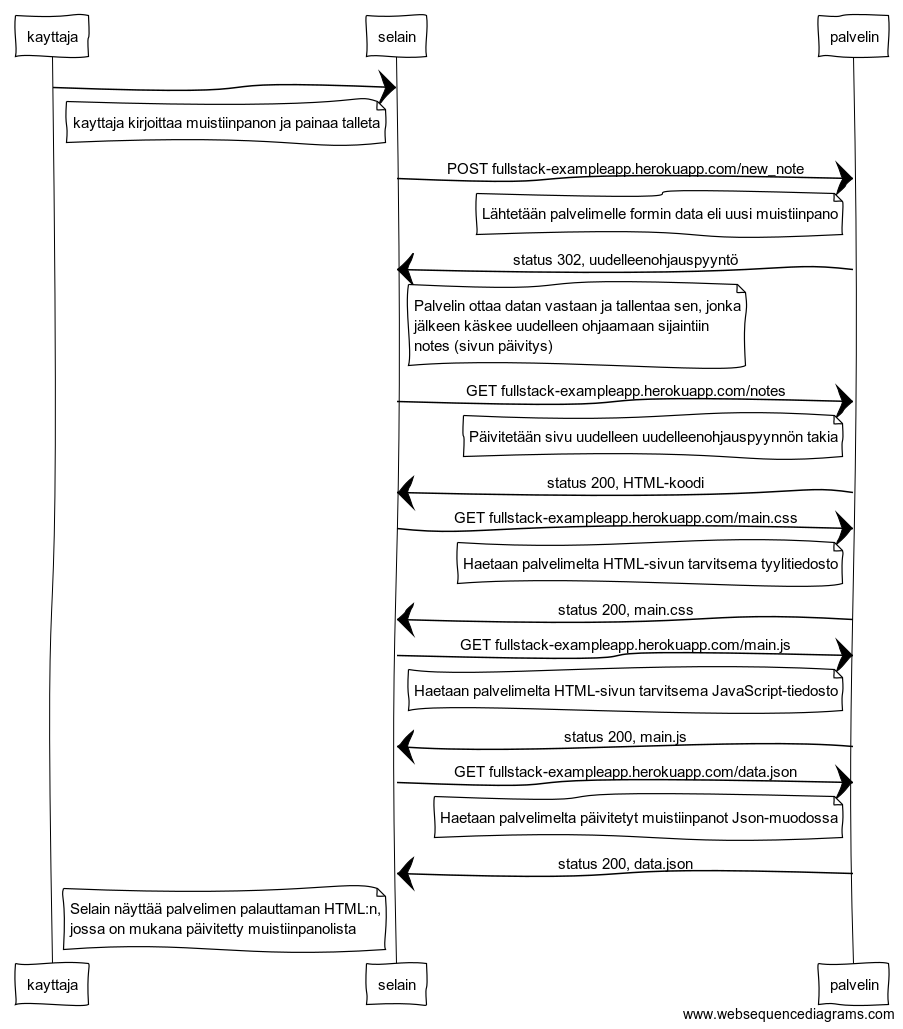 kayttaja
selain
palvelin
kayttaja kirjoittaa muistiinpanon ja painaa talleta
POST fullstack-exampleapp.herokuapp.com/new_note
Lähtetään palvelimelle formin data eli uusi muistiinpano
status 302, uudelleenohjauspyyntö
Palvelin ottaa datan vastaan ja tallentaa sen, jonka
jälkeen käskee uudelleen ohjaamaan sijaintiin
notes (sivun päivitys)
GET fullstack-exampleapp.herokuapp.com/notes
Päivitetään sivu uudelleen uudelleenohjauspyynnön takia
status 200, HTML-koodi
GET fullstack-exampleapp.herokuapp.com/main.css
Haetaan palvelimelta HTML-sivun tarvitsema tyylitiedosto
status 200, main.css
GET fullstack-exampleapp.herokuapp.com/main.js
Haetaan palvelimelta HTML-sivun tarvitsema JavaScript-tiedosto
status 200, main.js
GET fullstack-exampleapp.herokuapp.com/data.json
Haetaan palvelimelta päivitetyt muistiinpanot Json-muodossa
status 200, data.json
Selain näyttää palvelimen palauttaman HTML:n,
jossa on mukana päivitetty muistiinpanolista
kayttaja
selain
palvelin
www.websequencediagrams.com